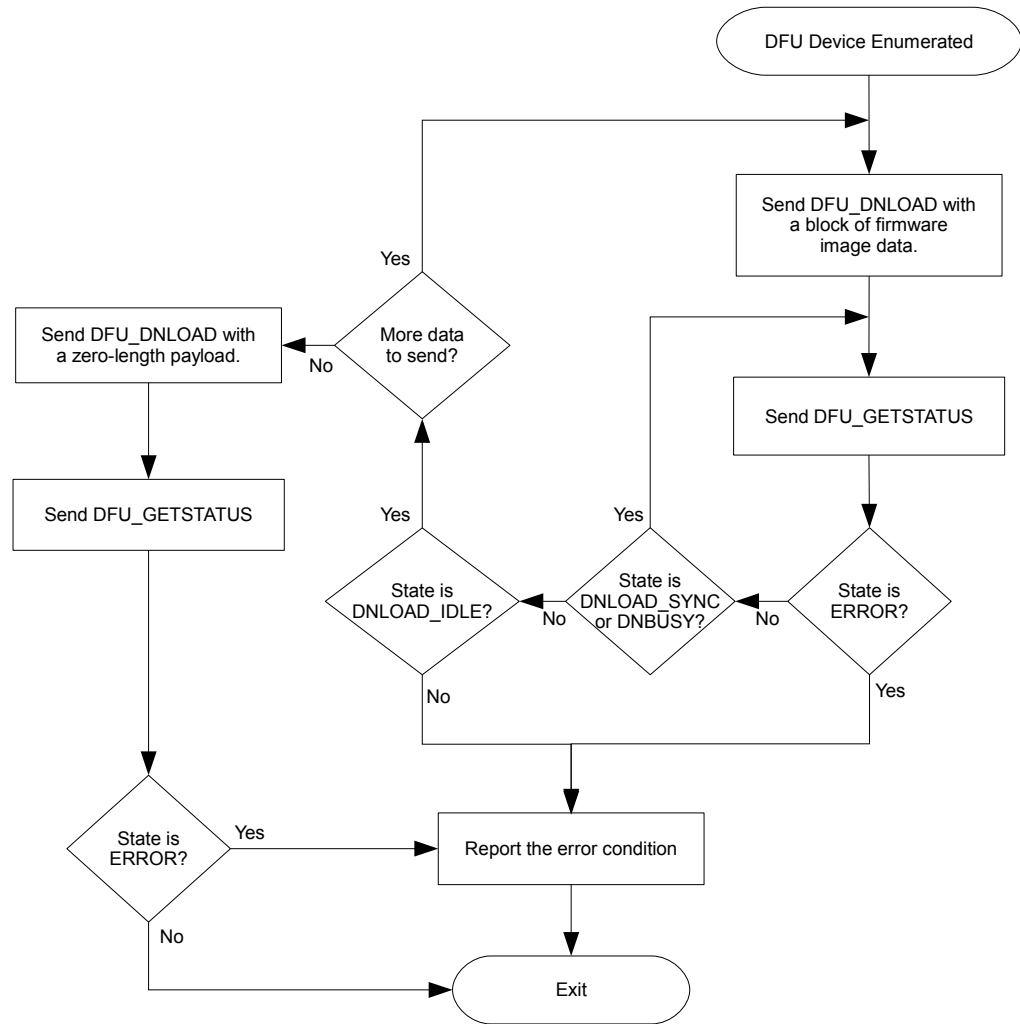 DFU Device Enumerated
Send DFU_DNLOAD with
a block of firmware
image data.
Yes
More data
to send?
No
Send DFU_DNLOAD with
a zero-length payload.
Send DFU_GETSTATUS
Send DFU_GETSTATUS
Yes
Yes
State is
ERROR?
No
Yes
State is
DNLOAD_SYNC
or DNBUSY?
No
State is
DNLOAD_IDLE?
No
State is
ERROR?
Yes
No
Report the error condition
Exit